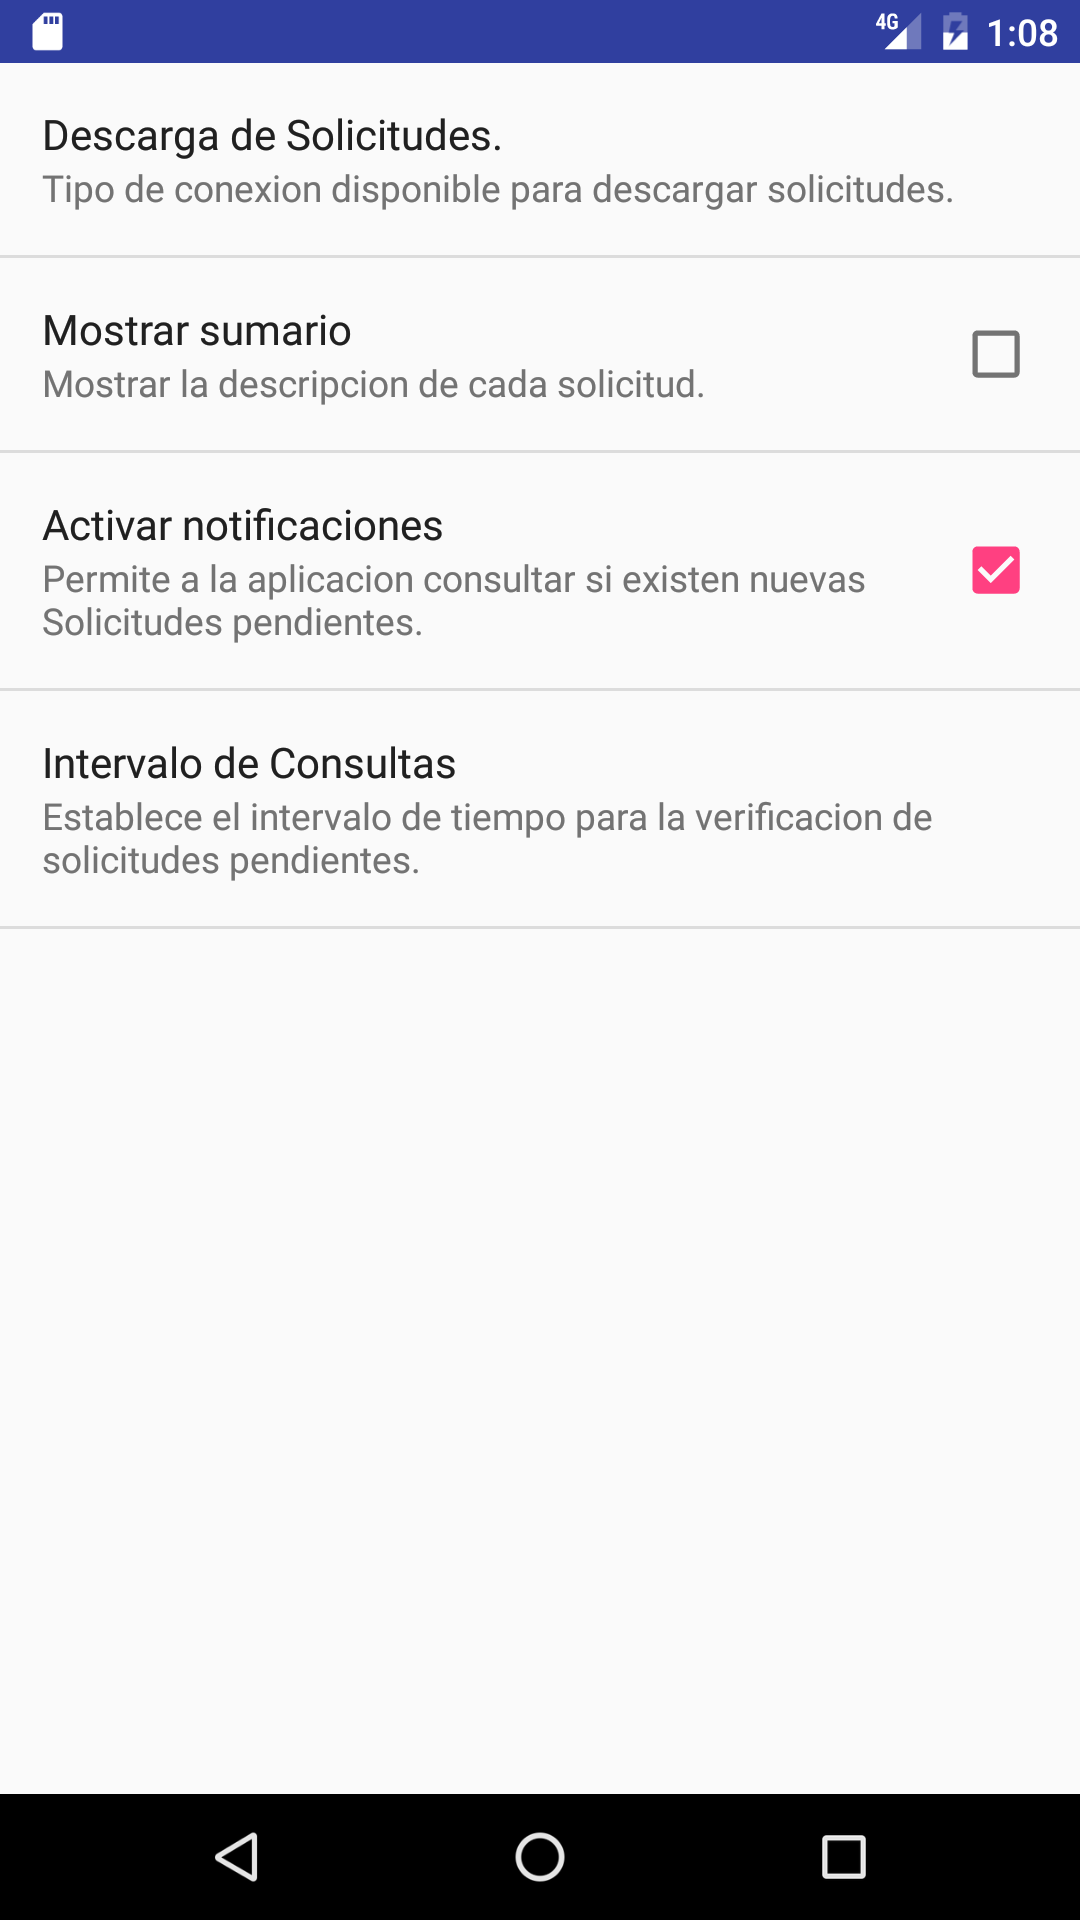 4G 1:08
Descarga de Solicitudes.
Tipo de conexion disponible para descargar solicitudes.
Mostrar sumario
Mostrar la descripcion de cada solicitud.
Activar notificaciones
Permite a la aplicacion consultar si existen nuevas
Solicitudes pendientes.
Intervalo de Consultas
Establece el intervalo de tiempo para la verificacion de
solicitudes pendientes.